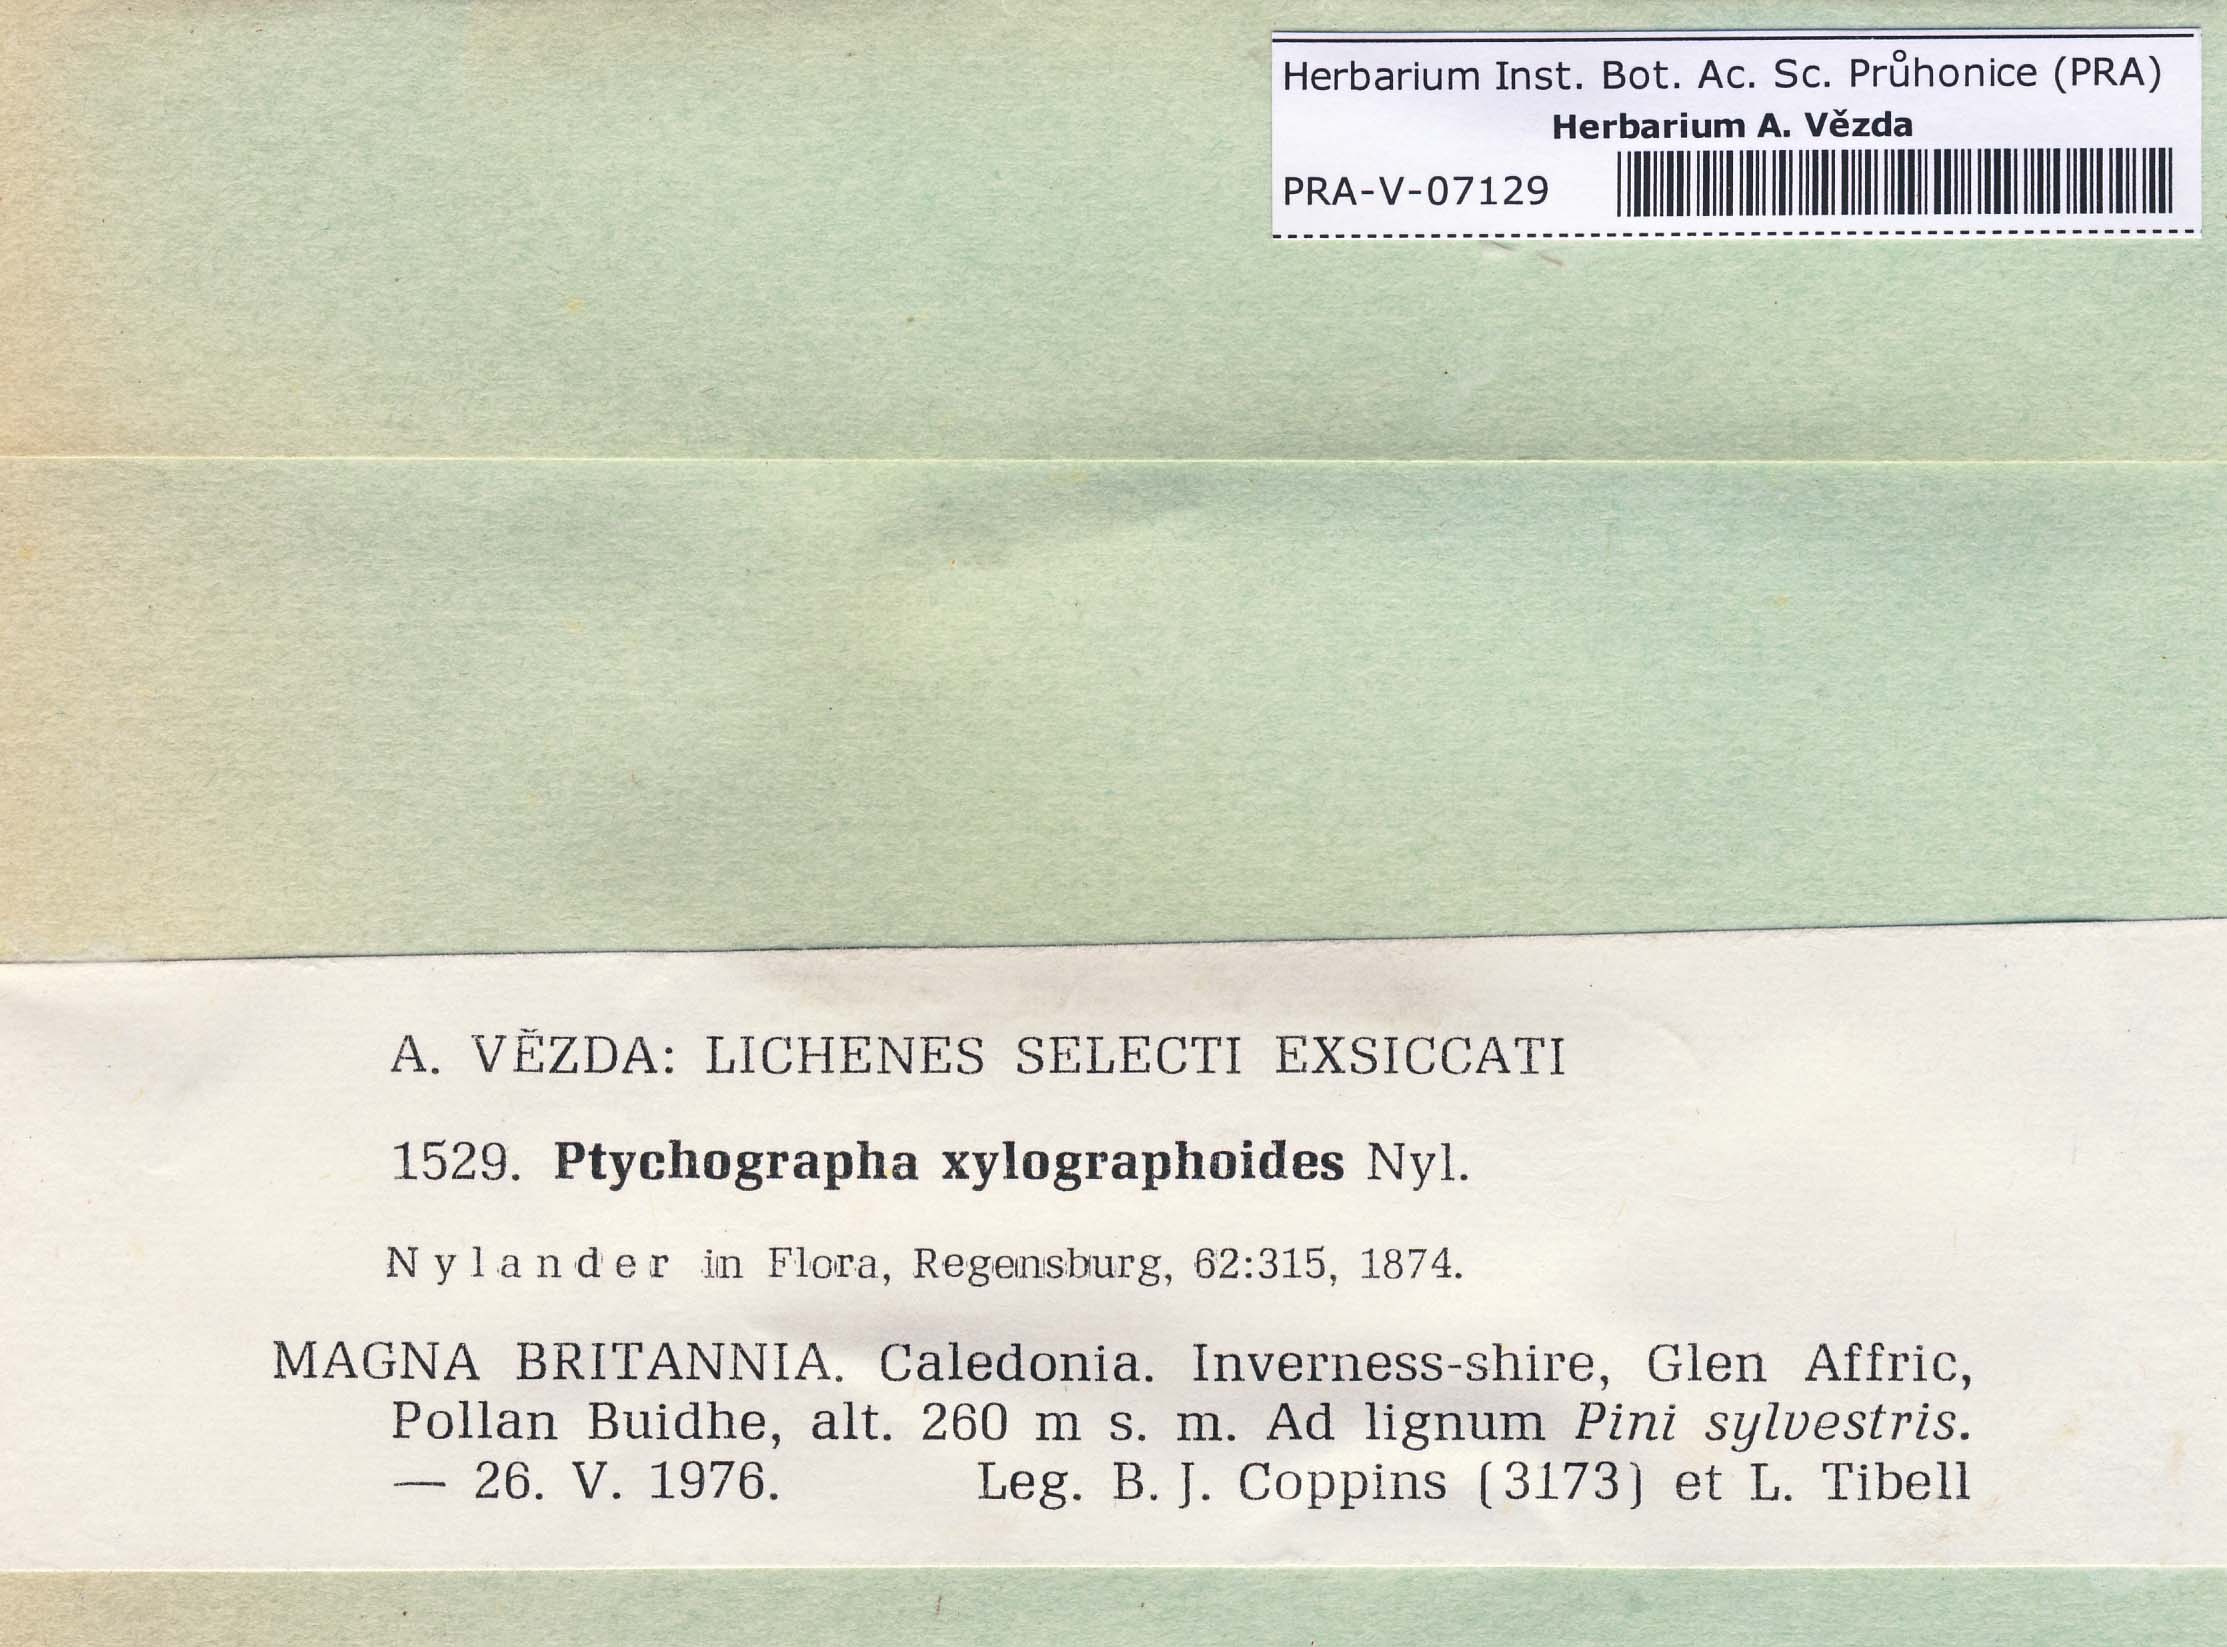 Herbarium Inst. Bot. Ac. Sc. Průhonice (PRA)
Herbarium A. Vězda
PRA-V-07129
A. VĚZDA: LICHENES SELECTI EXSICCATI
1529. Ptychographa xylographoides Nyl.
Nylander in Flora, Regensburg, 62:315, 1874.
MAGNA BRITANNIA. Caledonia. Inverness-shire, Glen Affric,
Pollan Buidhe, alt. 260 m s. m. Ad lignum Pini sylvestris.
— 26. V. 1976. Leg. B. J. Coppins (3173) et L. Tibell